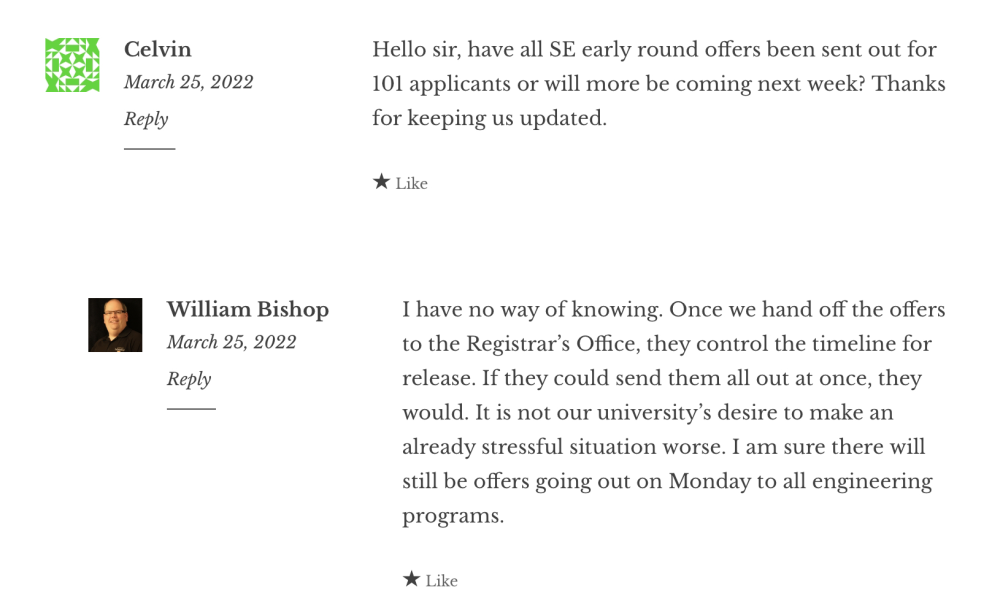 Celvin
March 25, 2022
Reply
Hello sir, have all SE early round offers been sent out for
101 applicants or will more be coming next week? Thanks
for keeping us updated.
★ Like
William Bishop
March 25, 2022
Reply
I have no way of knowing. Once we hand off the offers
to the Registrar’s Office, they control the timeline for
release. If they could send them all out at once, they
would. It is not our university’s desire to make an
already stressful situation worse. I am sure there will
still be offers going out on Monday to all engineering
programs.
★ Like